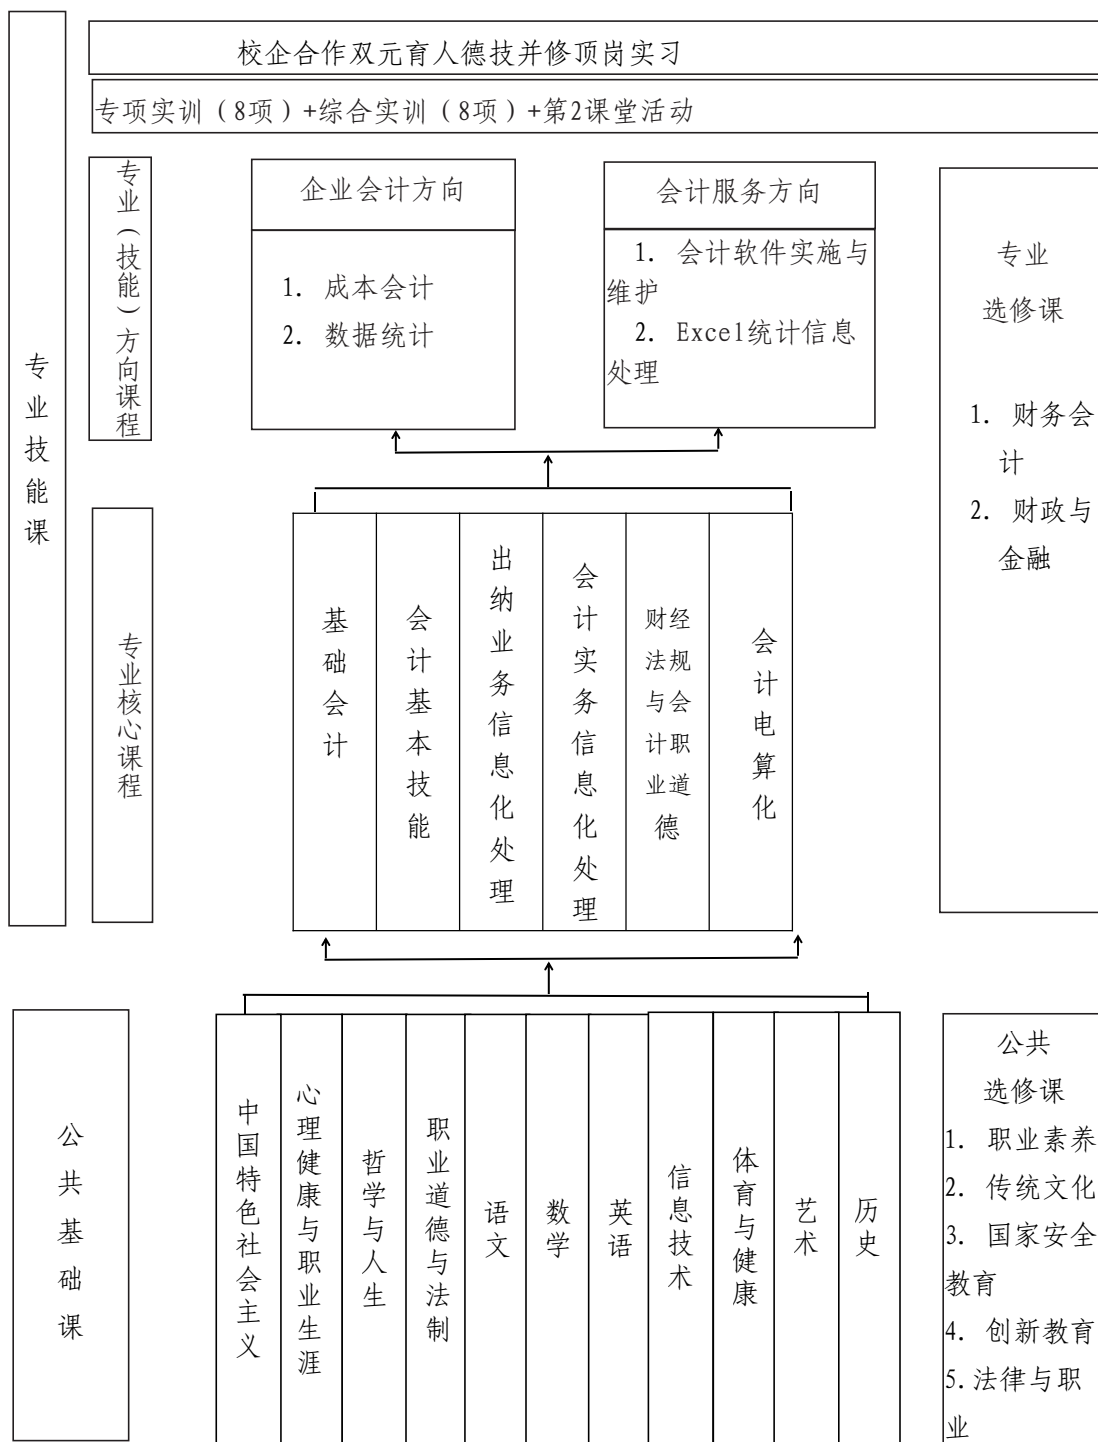 校企合作双元育人德技并修顶岗实习
专项实训（8项）+综合实训（8项）+第2课堂活动
专业技能课
专业（技能）方向课程
企业会计方向
1. 成本会计
2. 数据统计
会计服务方向
1. 会计软件实施与
维护
2. Excel统计信息
处理
专业
选修课
1. 财务会
计
2. 财政与
金融
专业核心课程
基础会计
会计基本技能
出纳业务信息化处理
会计实务信息化处理
财经
法规
与会
计职
业道
德
会计电算化
公共基础课
中国特色社会主义
心理健康与职业生涯
哲学与人生
职业道德与法制
语文
数学
英语
信息技术
体育与健康
艺术
历史
公共
选修课
1. 职业素养
2. 传统文化
3. 国家安全
教育
4. 创新教育
5.法律与职
业